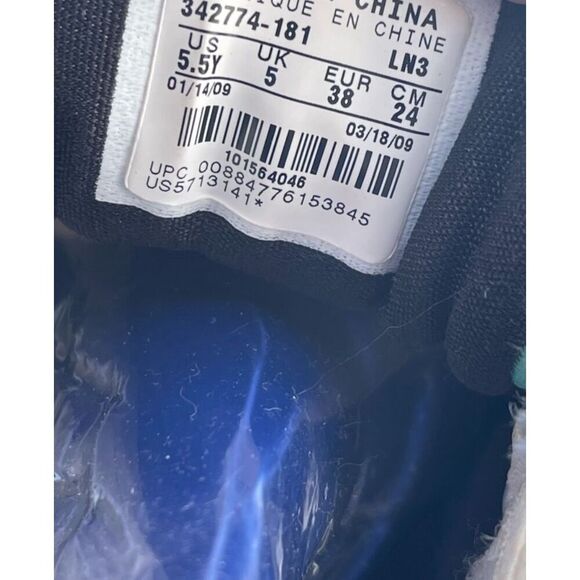 CHINA
EN CHINE
342774-181 LN3
US UK EUR CM
5.5Y 5 38 24
01/14/09 03/18/09
101564046
UPC 00884776153845
US5713141*